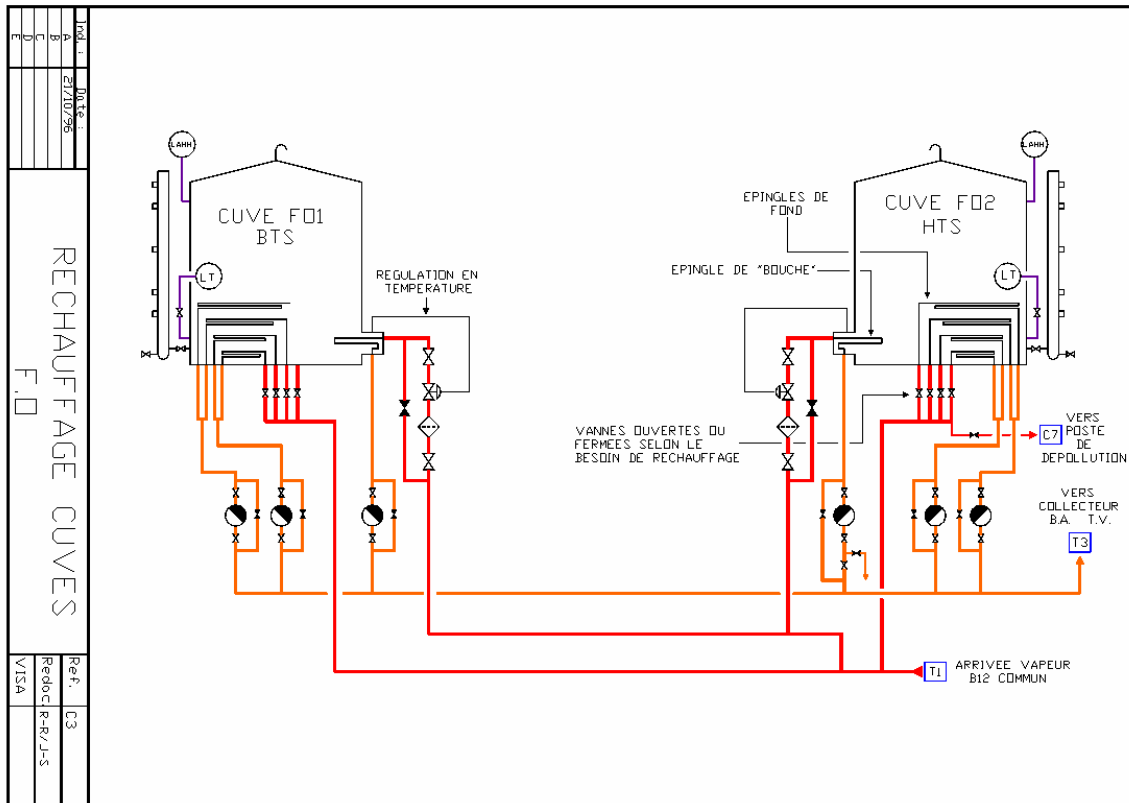 Ind. : Date :
A 21/10/96
B
C
D
E
RECHAUFFAGE CUVES
F.O
Ref. C3
Redac. R-R/J-S
VISA
LAHH
CUVE FO1
BTS
LT
REGULATION EN
TEMPERATURE
EPINGLES DE
FOND
EPINGLE DE "BOUCHE"
LAHH
CUVE FO2
HTS
LT
VANNES OUVERTES OU
FERMEES SELON LE
BESOIN DE RECHAUFFAGE
C7
VERS
POSTE
DE
DEPOLLUTION
VERS
COLLECTEUR
B.A. T.V.
T3
T1
ARRIVEE VAPEUR
B12 COMMUN